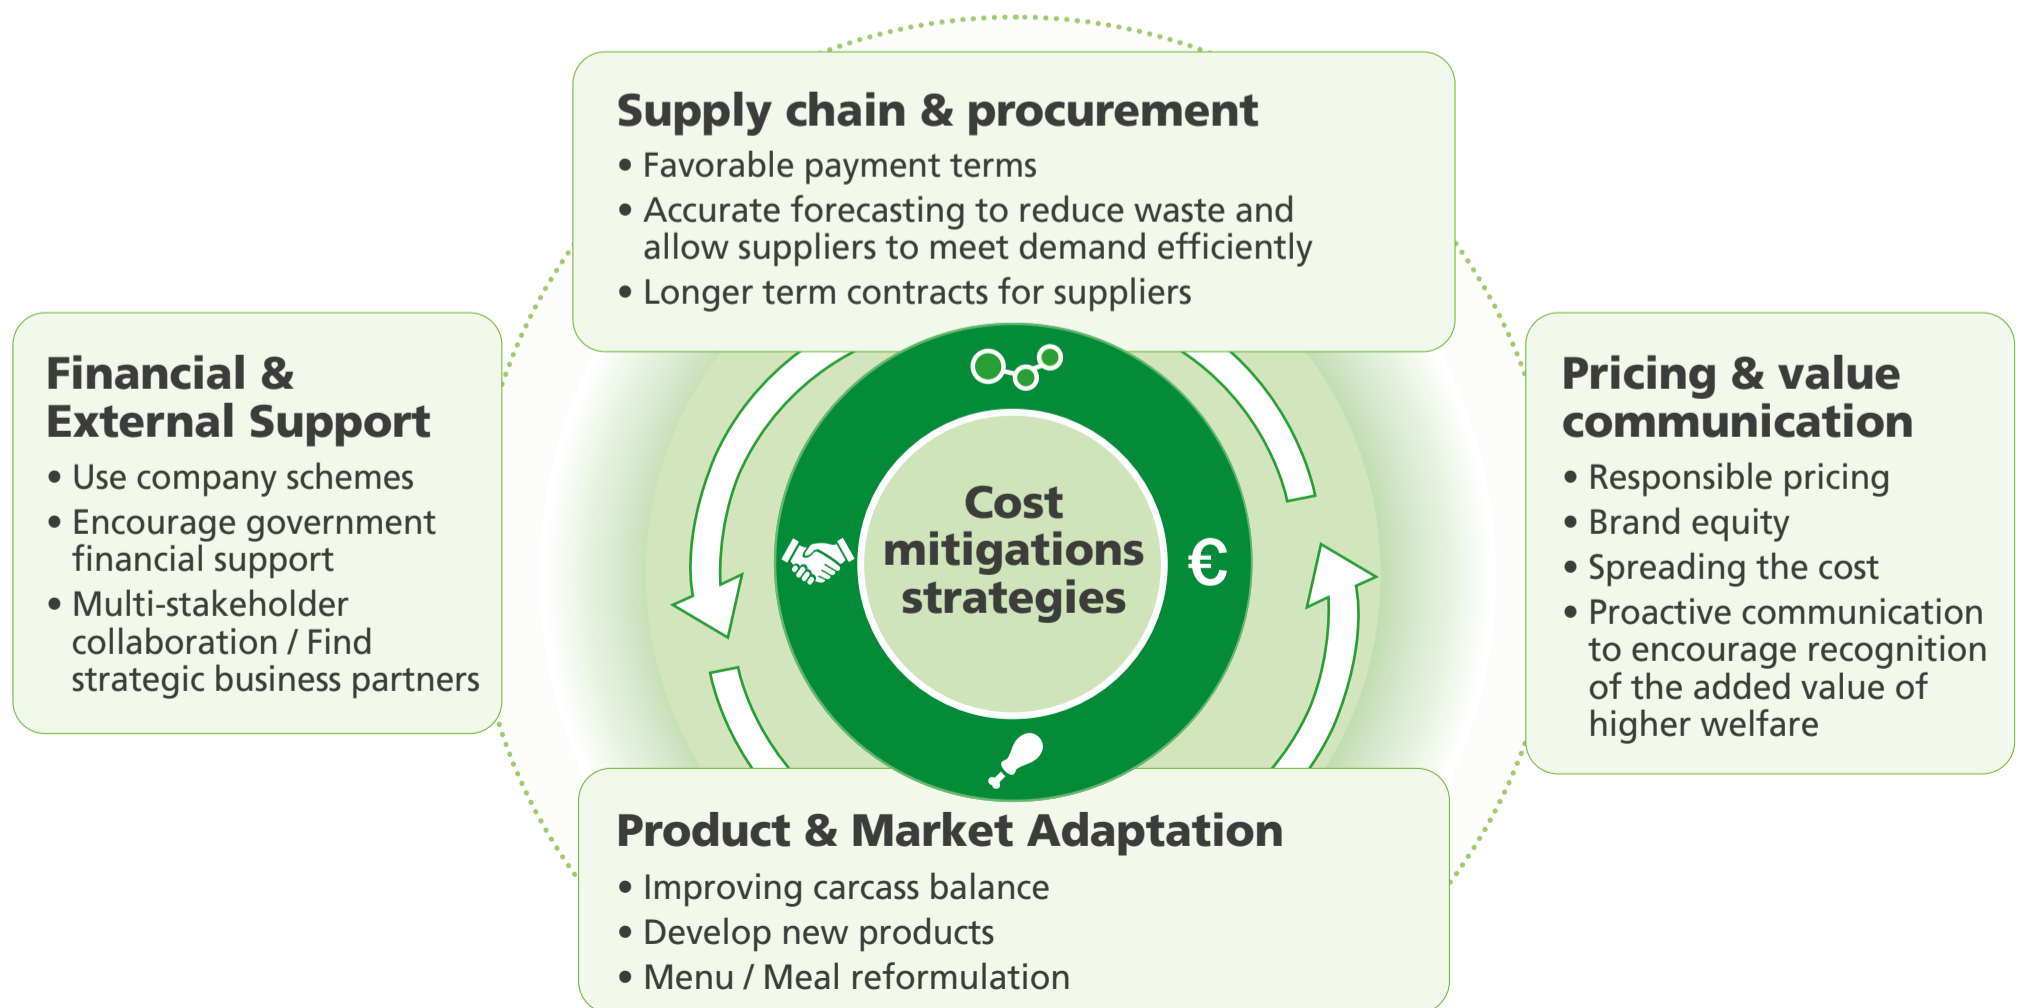 Supply chain & procurement
• Favorable payment terms
• Accurate forecasting to reduce waste and
allow suppliers to meet demand efficiently
• Longer term contracts for suppliers
Financial &
External Support
• Use company schemes
• Encourage government
financial support
• Multi-stakeholder
collaboration / Find
strategic business partners
Cost
mitigations
strategies
€
Pricing & value
communication
• Responsible pricing
• Brand equity
• Spreading the cost
• Proactive communication
to encourage recognition
of the added value of
higher welfare
Product & Market Adaptation
• Improving carcass balance
• Develop new products
• Menu / Meal reformulation